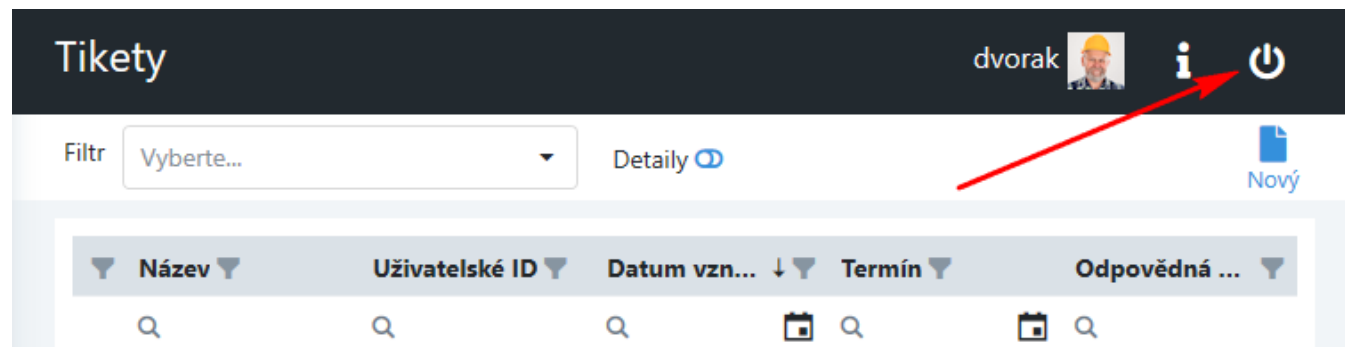 Tikety dvorak
Filtr Vyberte... Detaily Nový
Název Uživatelské ID Datum vzn... Termín Odpovědná ...